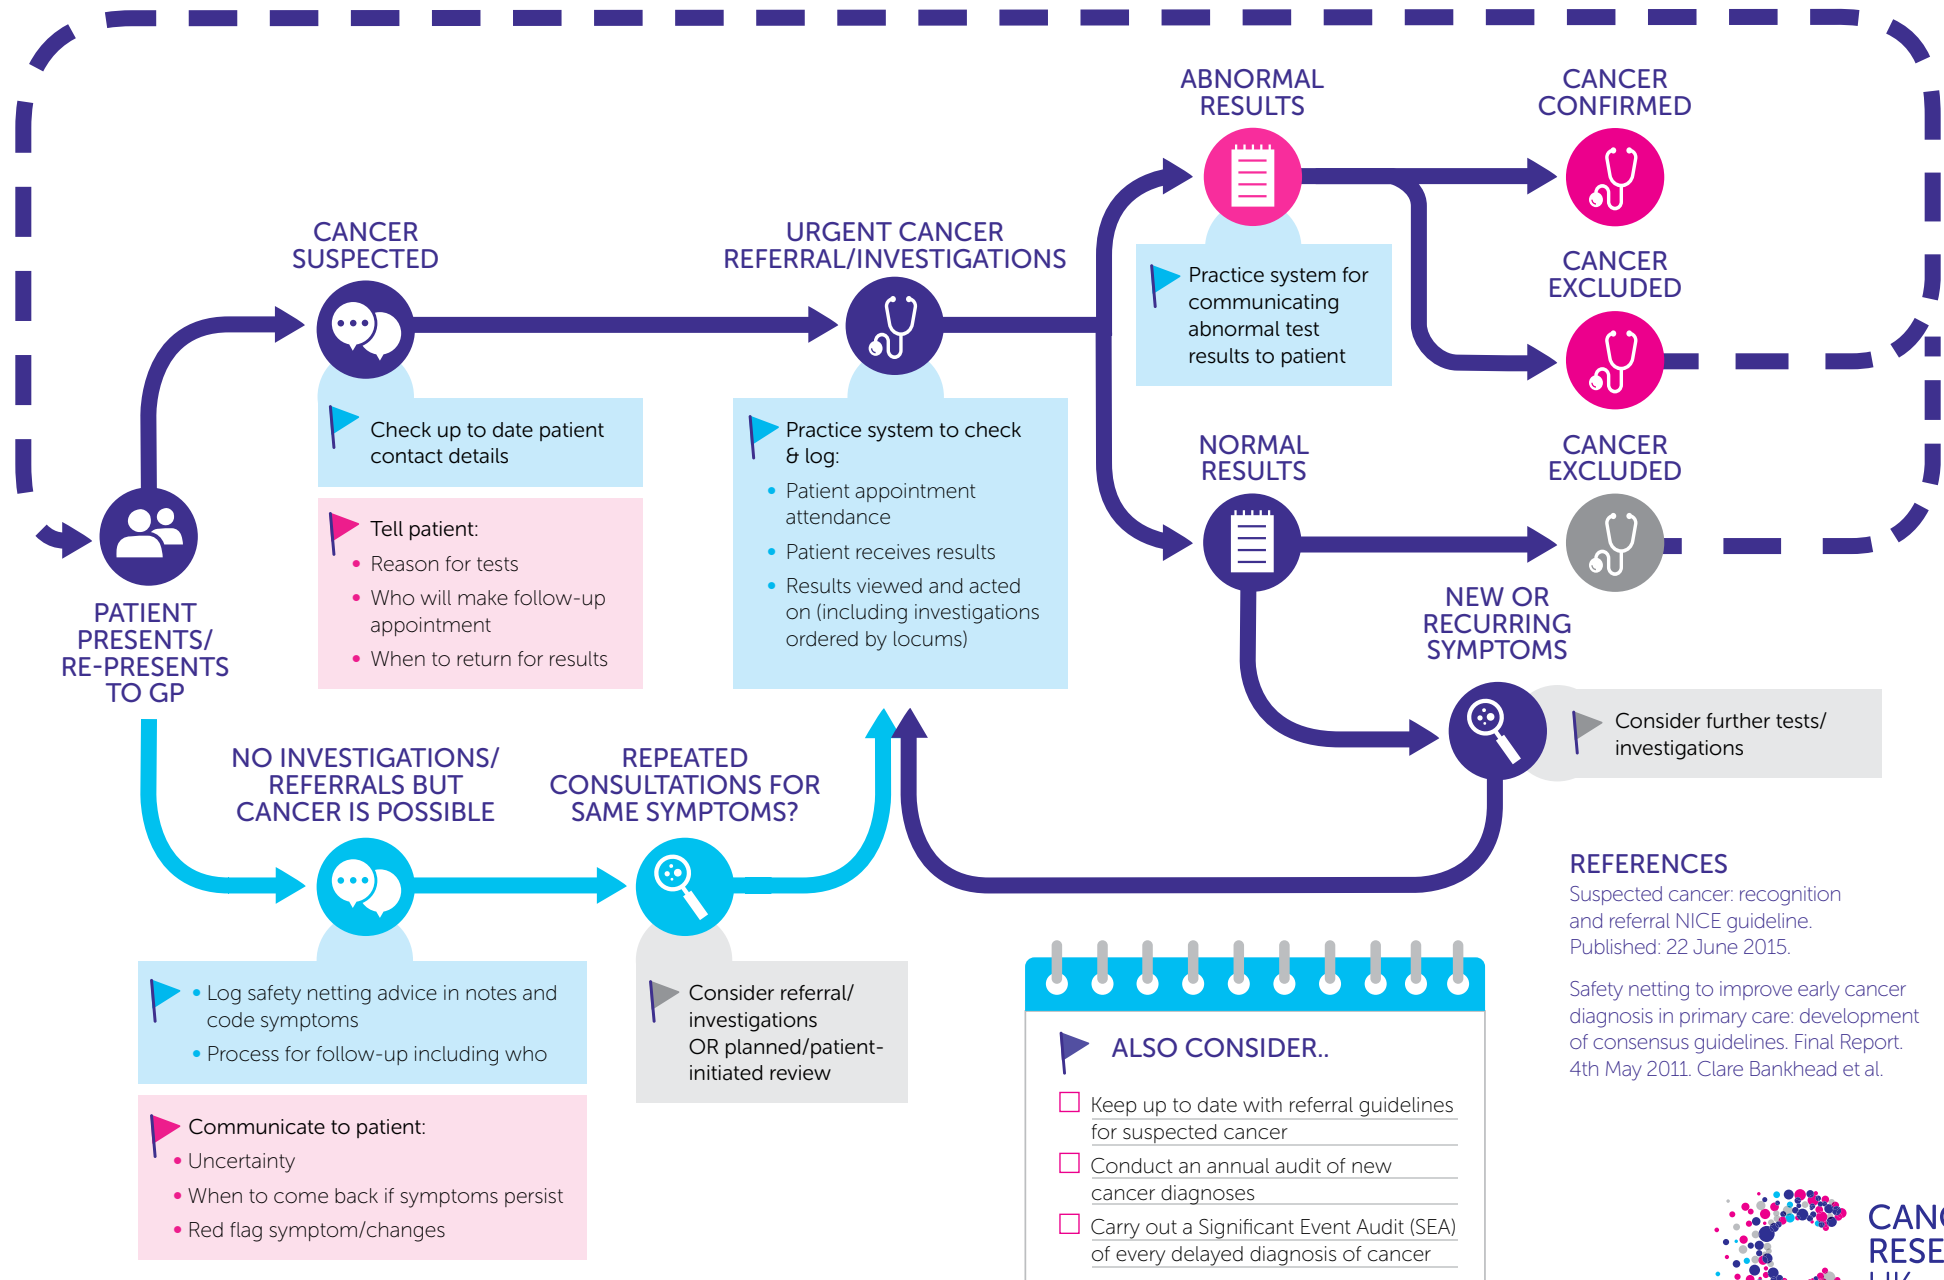 ABNORMAL
RESULTS
CANCER
CONFIRMED
CANCER
SUSPECTED
URGENT CANCER
REFERRAL/INVESTIGATIONS
Practice system for
communicating
abnormal test
results to patient
CANCER
EXCLUDED
Check up to date patient
contact details
Tell patient:
• Reason for tests
• Who will make follow-up
appointment
• When to return for results
Practice system to check
& log:
• Patient appointment
attendance
• Patient receives results
• Results viewed and acted
on (including investigations
ordered by locums)
NORMAL
RESULTS
CANCER
EXCLUDED
PATIENT
PRESENTS/
RE-PRESENTS
TO GP
NEW OR
RECURRING
SYMPTOMS
Consider further tests/
investigations
NO INVESTIGATIONS/
REFERRALS BUT
CANCER IS POSSIBLE
REPEATED
CONSULTATIONS FOR
SAME SYMPTOMS?
• Log safety netting advice in notes and
code symptoms
• Process for follow-up including who
Communicate to patient:
• Uncertainty
• When to come back if symptoms persist
• Red flag symptom/changes
Consider referral/
investigations
OR planned/patient-
initiated review
ALSO CONSIDER..
Keep up to date with referral guidelines
for suspected cancer
Conduct an annual audit of new
cancer diagnoses
Carry out a Significant Event Audit (SEA)
of every delayed diagnosis of cancer
REFERENCES
Suspected cancer: recognition
and referral NICE guideline.
Published: 22 June 2015.
Safety netting to improve early cancer
diagnosis in primary care: development
of consensus guidelines. Final Report.
4th May 2011. Clare Bankhead et al.
UK